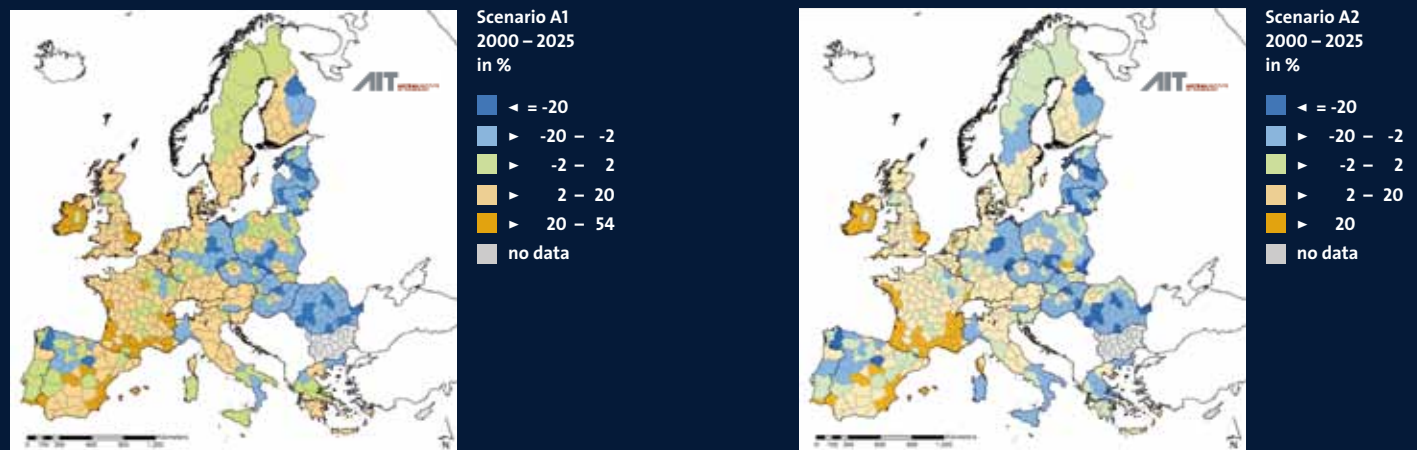 Scenario A1
2000 – 2025
in %
◄ = -20
► -20 – -2
► -2 – 2
► 2 – 20
► 20 – 54
no data
AIT
N
Scenario A2
2000 – 2025
in %
◄ = -20
► -20 – -2
► -2 – 2
► 2 – 20
► 20
no data
AIT
N